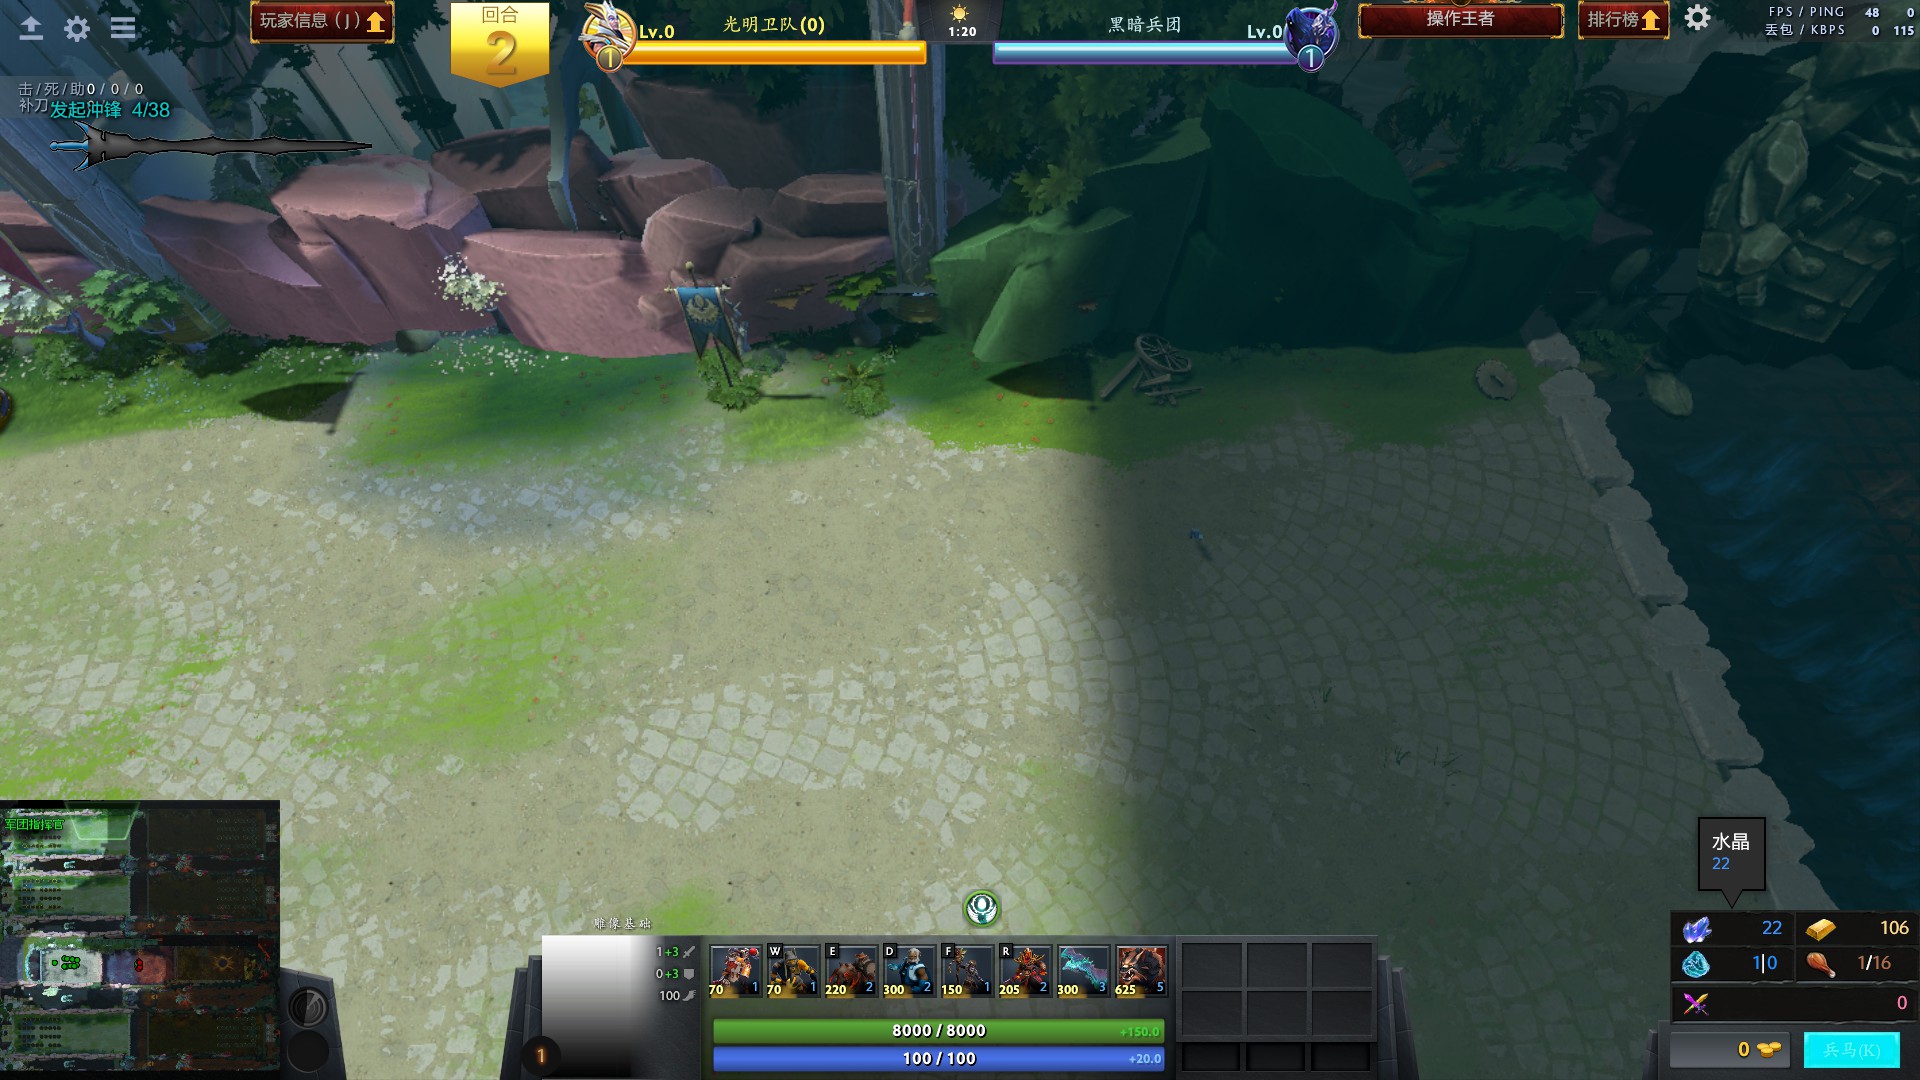 玩家信息(J)
回合
2
Lv.0
光明卫队(0)
1
1:20
黑暗兵团
Lv.0
1
操作王者
排行榜
FPS / PING 48 0
丢包 / KBPS 0 115
击/死/助0/0/0
补刀
发起冲锋 4/38
军团指挥官
雕像基础
1+3
0+3
100
1
70 1
W 70 1
E 220 2
D 300 2
F 150 1
R 205 2
300 3
625 5
8000 / 8000 +150.0
100 / 100 +20.0
水晶
22
22
106
1|0
1/16
0
0
兵马(K)